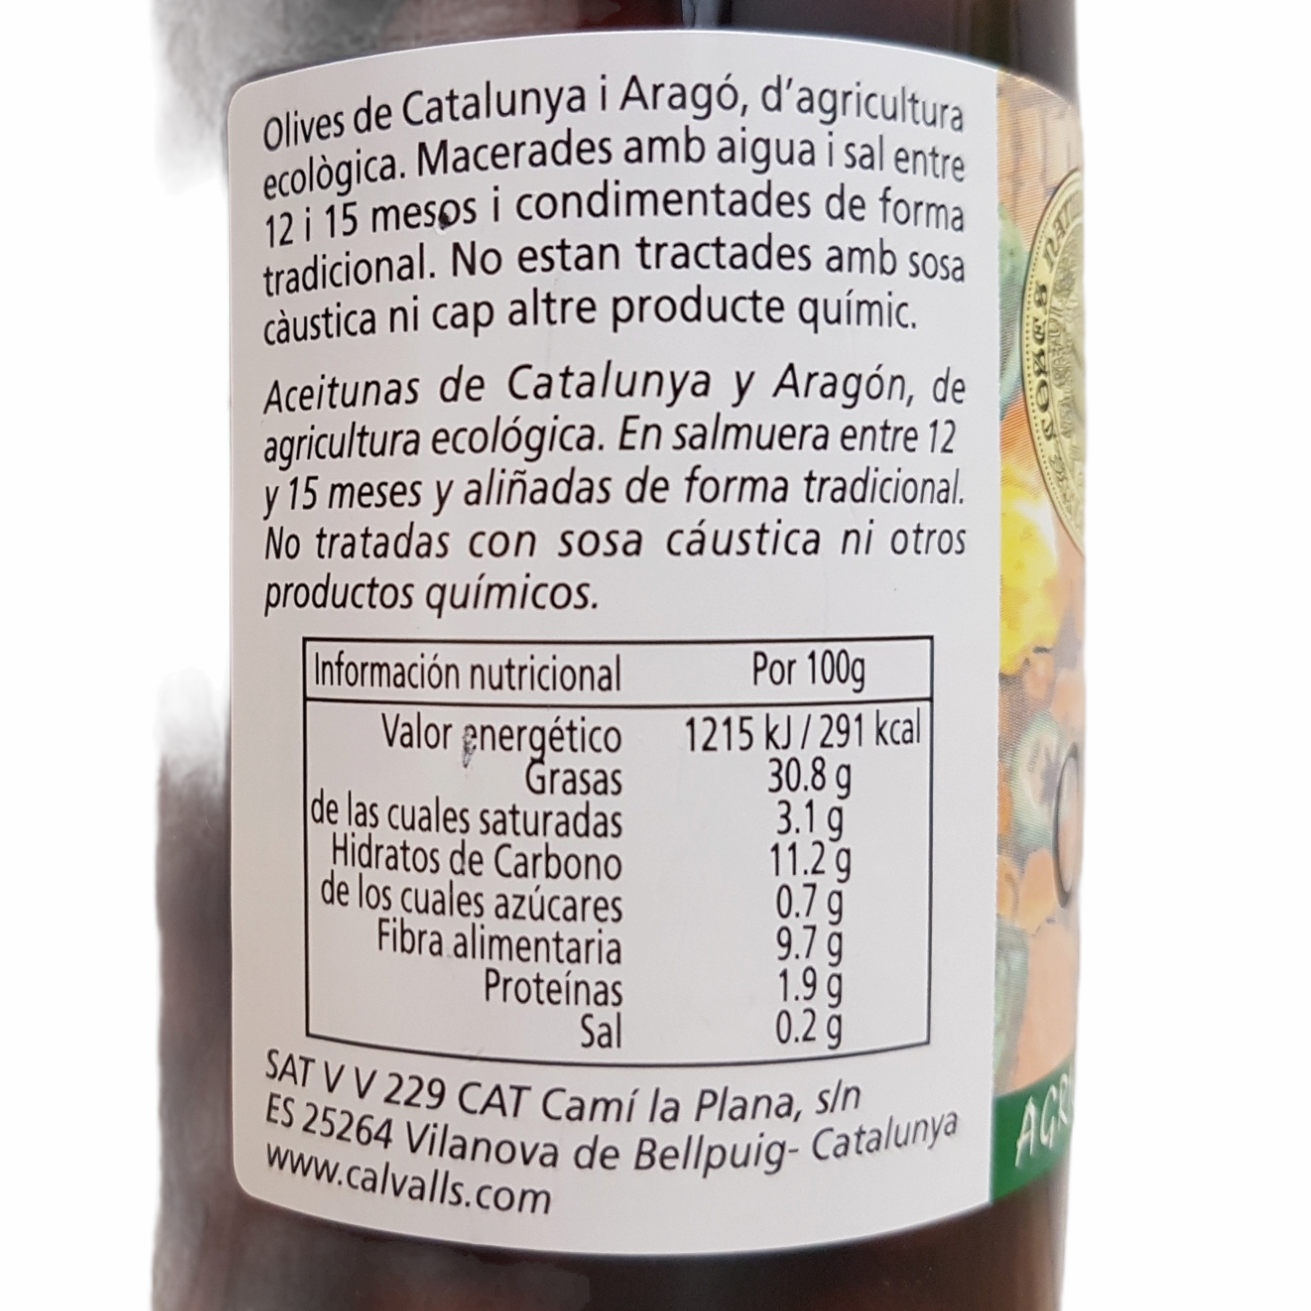 Olives de Catalunya i Aragó, d'agricultura
ecològica. Macerades amb aigua i sal entre
12 i 15 mesos i condimentades de forma
tradicional. No estan tractades amb sosa
càustica ni cap altre producte químic.
Aceitunas de Catalunya y Aragón, de
agricultura ecológica. En salmuera entre 12
y 15 meses y aliñadas de forma tradicional.
No tratadas con sosa cáustica ni otros
productos químicos.
Información nutricional Por 100g
Valor energético 1215 kJ / 291 kcal
Grasas 30.8 g
de las cuales saturadas 3.1 g
Hidratos de Carbono 11.2 g
de los cuales azúcares 0.7 g
Fibra alimentaria 9.7 g
Proteínas 1.9 g
Sal 0.2 g
SAT V V 229 CAT Camí la Plana, s/n
ES 25264 Vilanova de Bellpuig- Catalunya
www.calvalls.com